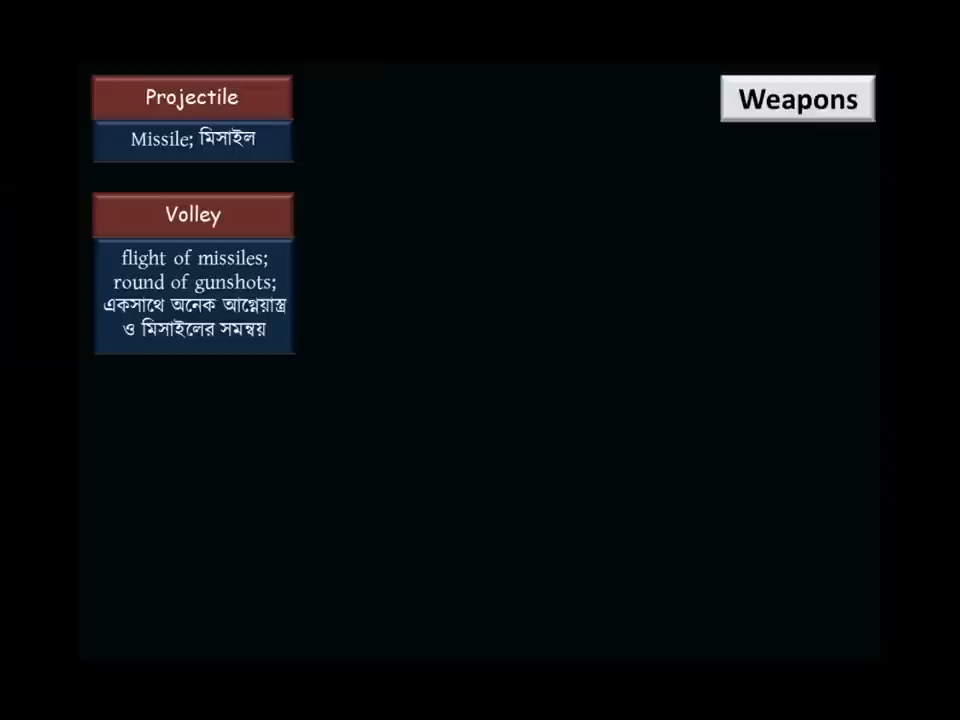 Projectile
Weapons
Missile; মিসাইল
Volley
flight of missiles;
round of gunshots;
একসাথে অনেক আগ্নেয়াস্ত্র
ও মিসাইলের সমন্বয়